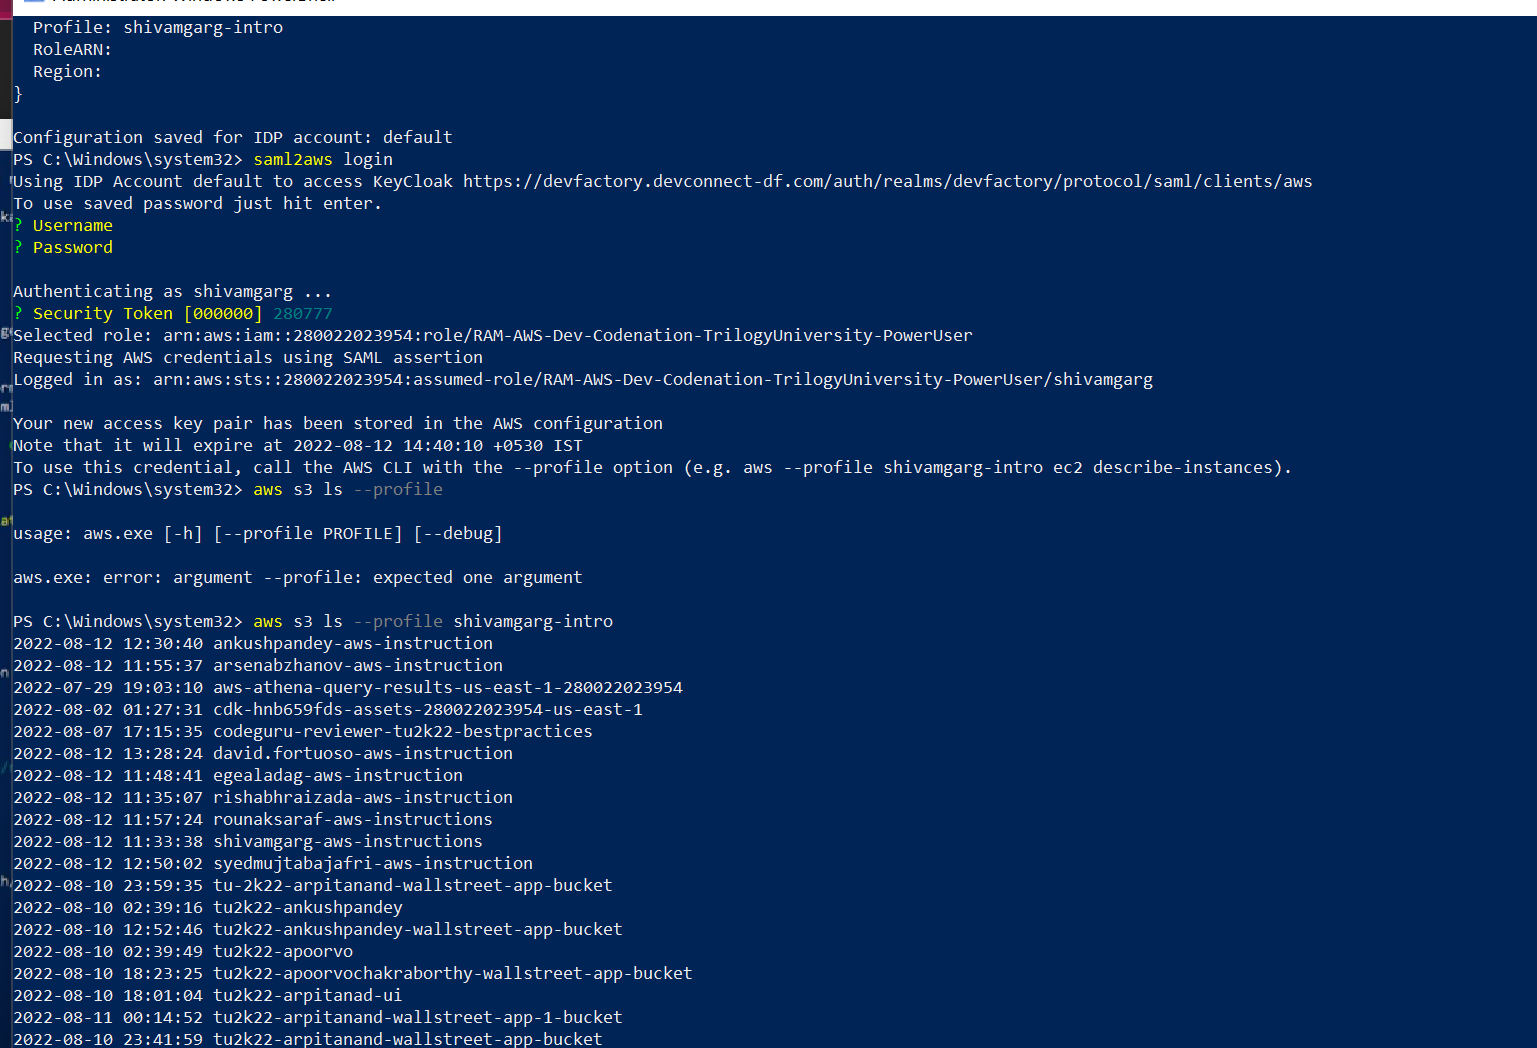 Profile: shivamgarg-intro
  RoleARN:
  Region:
}
Configuration saved for IDP account: default
PS C:\Windows\system32> saml2aws login
Using IDP Account default to access KeyCloak https://devfactory.devconnect-df.com/auth/realms/devfactory/protocol/saml/clients/aws
To use saved password just hit enter.
? Username
? Password
Authenticating as shivamgarg ...
? Security Token [000000] 280777
Selected role: arn:aws:iam::280022023954:role/RAM-AWS-Dev-Codenation-TrilogyUniversity-PowerUser
Requesting AWS credentials using SAML assertion
Logged in as: arn:aws:sts::280022023954:assumed-role/RAM-AWS-Dev-Codenation-TrilogyUniversity-PowerUser/shivamgarg
Your new access key pair has been stored in the AWS configuration
Note that it will expire at 2022-08-12 14:40:10 +0530 IST
To use this credential, call the AWS CLI with the --profile option (e.g. aws --profile shivamgarg-intro ec2 describe-instances).
PS C:\Windows\system32> aws s3 ls --profile
usage: aws.exe [-h] [--profile PROFILE] [--debug]
aws.exe: error: argument --profile: expected one argument
PS C:\Windows\system32> aws s3 ls --profile shivamgarg-intro
2022-08-12 12:30:40 ankushpandey-aws-instruction
2022-08-12 11:55:37 arsenabzhanov-aws-instruction
2022-07-29 19:03:10 aws-athena-query-results-us-east-1-280022023954
2022-08-02 01:27:31 cdk-hnb659fds-assets-280022023954-us-east-1
2022-08-07 17:15:35 codeguru-reviewer-tu2k22-bestpractices
2022-08-12 13:28:24 david.fortuoso-aws-instruction
2022-08-12 11:48:41 egealadag-aws-instruction
2022-08-12 11:35:07 rishabhraizada-aws-instruction
2022-08-12 11:57:24 rounaksaraf-aws-instructions
2022-08-12 11:33:38 shivamgarg-aws-instructions
2022-08-12 12:50:02 syedmujtabajafri-aws-instruction
2022-08-10 23:59:35 tu-2k22-arpitanand-wallstreet-app-bucket
2022-08-10 02:39:16 tu2k22-ankushpandey
2022-08-10 12:52:46 tu2k22-ankushpandey-wallstreet-app-bucket
2022-08-10 02:39:49 tu2k22-apoorvo
2022-08-10 18:23:25 tu2k22-apoorvochakraborthy-wallstreet-app-bucket
2022-08-10 18:01:04 tu2k22-arpitanad-ui
2022-08-11 00:14:52 tu2k22-arpitanand-wallstreet-app-1-bucket
2022-08-10 23:41:59 tu2k22-arpitanand-wallstreet-app-bucket